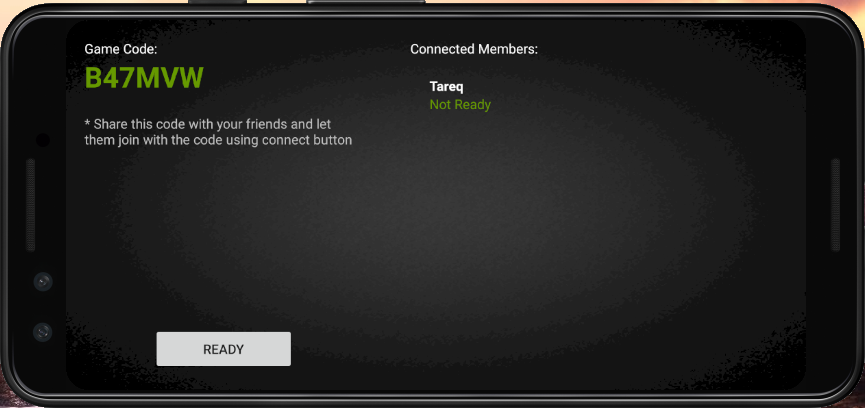 Game Code:
B47MVW
* Share this code with your friends and let
them join with the code using connect button
Connected Members:
Tareq
Not Ready
READY